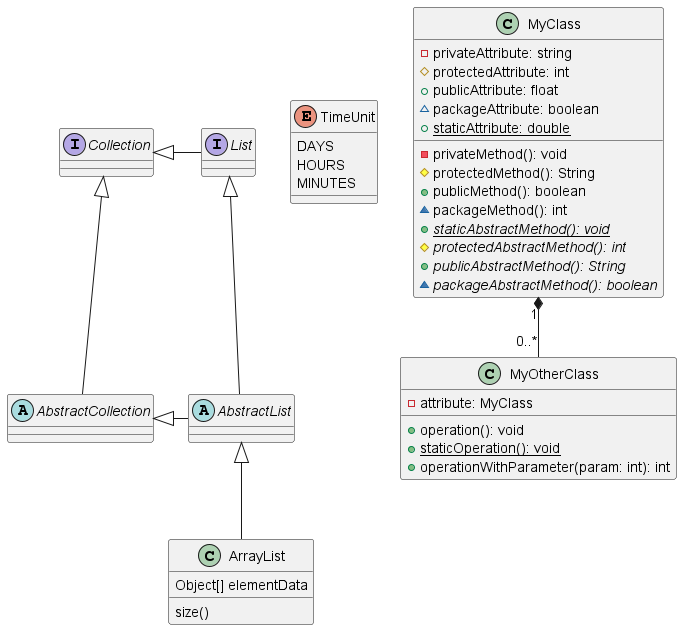 I Collection
I List
E TimeUnit
DAYS
HOURS
MINUTES
A AbstractCollection
A AbstractList
C ArrayList
Object[] elementData
size()
C MyClass
privateAttribute: string
protectedAttribute: int
publicAttribute: float
packageAttribute: boolean
staticAttribute: double
privateMethod(): void
protectedMethod(): String
publicMethod(): boolean
packageMethod(): int
staticAbstractMethod(): void
protectedAbstractMethod(): int
publicAbstractMethod(): String
packageAbstractMethod(): boolean
1
0..*
C MyOtherClass
attribute: MyClass
operation(): void
staticOperation(): void
operationWithParameter(param: int): int